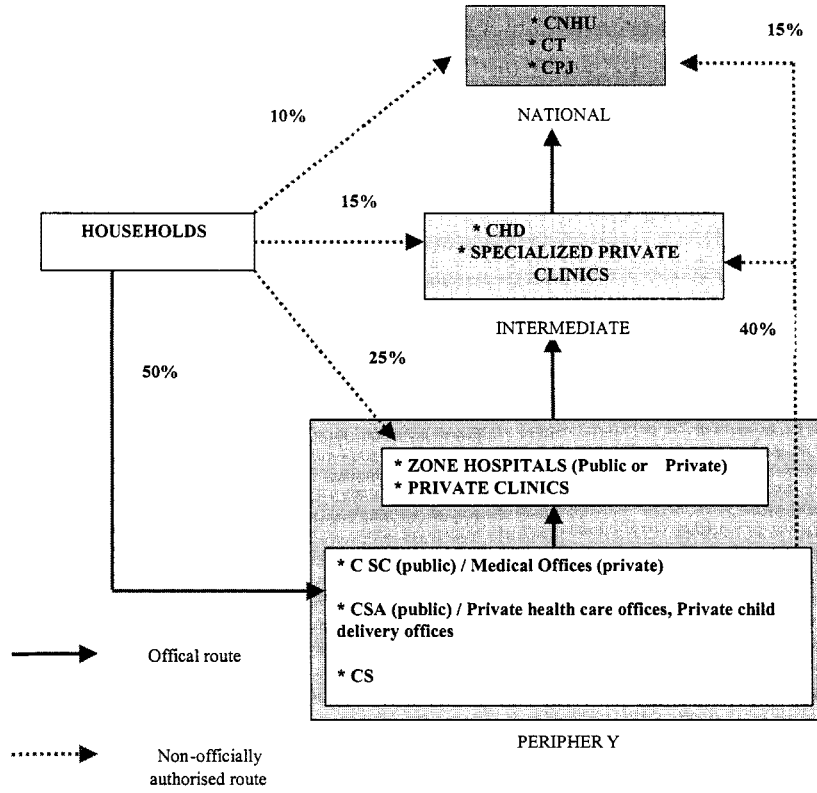 * CNHU
* CT
* CPJ
15%
10%
NATIONAL
15%
HOUSEHOLDS
* CHD
* SPECIALIZED PRIVATE
CLINICS
INTERMEDIATE
40%
25%
50%
* ZONE HOSPITALS (Public or Private)
* PRIVATE CLINICS
* C SC (public) / Medical Offices (private)
* CSA (public) / Private health care offices, Private child
delivery offices
* CS
Offical route
PERIPHER Y
Non-officially
authorised route